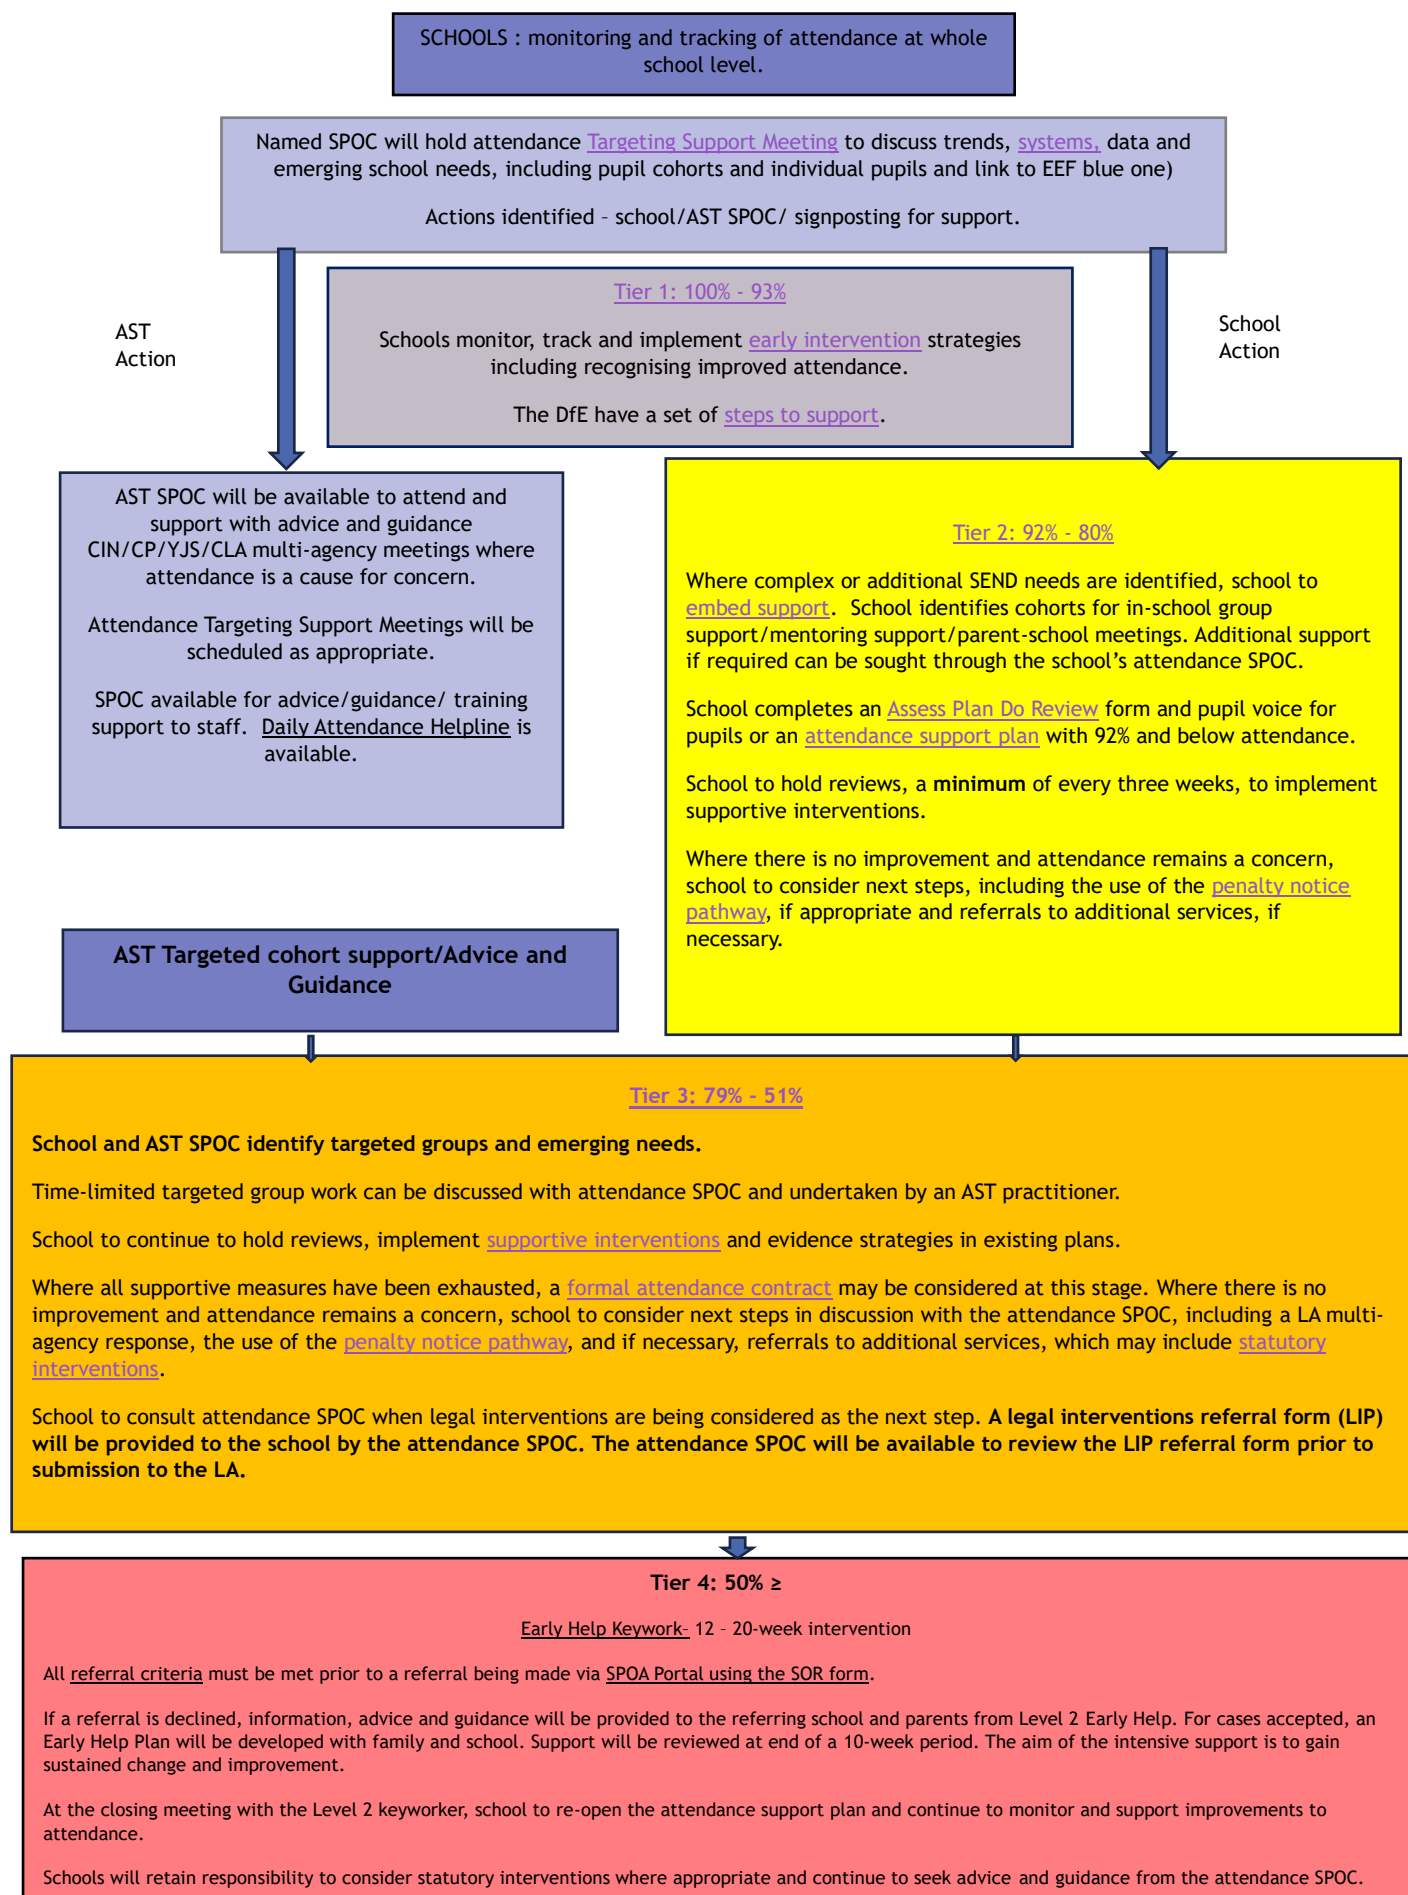 SCHOOLS : monitoring and tracking of attendance at whole
school level.
Named SPOC will hold attendance Targeting Support Meeting to discuss trends, systems, data and
emerging school needs, including pupil cohorts and individual pupils and link to EEF blue one)
Actions identified – school/AST SPOC/ signposting for support.
AST
Action
Tier 1: 100% - 93%
Schools monitor, track and implement early intervention strategies
including recognising improved attendance.
The DfE have a set of steps to support.
School
Action
AST SPOC will be available to attend and
support with advice and guidance
CIN/CP/YJS/CLA multi-agency meetings where
attendance is a cause for concern.
Attendance Targeting Support Meetings will be
scheduled as appropriate.
SPOC available for advice/guidance/ training
support to staff. Daily Attendance Helpline is
available.
Tier 2: 92% - 80%
Where complex or additional SEND needs are identified, school to
embed support. School identifies cohorts for in-school group
support/mentoring support/parent-school meetings. Additional support
if required can be sought through the school’s attendance SPOC.
School completes an Assess Plan Do Review form and pupil voice for
pupils or an attendance support plan with 92% and below attendance.
School to hold reviews, a minimum of every three weeks, to implement
supportive interventions.
Where there is no improvement and attendance remains a concern,
school to consider next steps, including the use of the penalty notice
pathway, if appropriate and referrals to additional services, if
necessary.
AST Targeted cohort support/Advice and
Guidance
Tier 3: 79% - 51%
School and AST SPOC identify targeted groups and emerging needs.
Time-limited targeted group work can be discussed with attendance SPOC and undertaken by an AST practitioner.
School to continue to hold reviews, implement supportive interventions and evidence strategies in existing plans.
Where all supportive measures have been exhausted, a formal attendance contract may be considered at this stage. Where there is no
improvement and attendance remains a concern, school to consider next steps in discussion with the attendance SPOC, including a LA multi-
agency response, the use of the penalty notice pathway, and if necessary, referrals to additional services, which may include statutory
interventions.
School to consult attendance SPOC when legal interventions are being considered as the next step. A legal interventions referral form (LIP)
will be provided to the school by the attendance SPOC. The attendance SPOC will be available to review the LIP referral form prior to
submission to the LA.
Tier 4: 50% ≥
Early Help Keywork– 12 – 20-week intervention
All referral criteria must be met prior to a referral being made via SPOA Portal using the SOR form.
If a referral is declined, information, advice and guidance will be provided to the referring school and parents from Level 2 Early Help. For cases accepted, an
Early Help Plan will be developed with family and school. Support will be reviewed at end of a 10-week period. The aim of the intensive support is to gain
sustained change and improvement.
At the closing meeting with the Level 2 keyworker, school to re-open the attendance support plan and continue to monitor and support improvements to
attendance.
Schools will retain responsibility to consider statutory interventions where appropriate and continue to seek advice and guidance from the attendance SPOC.